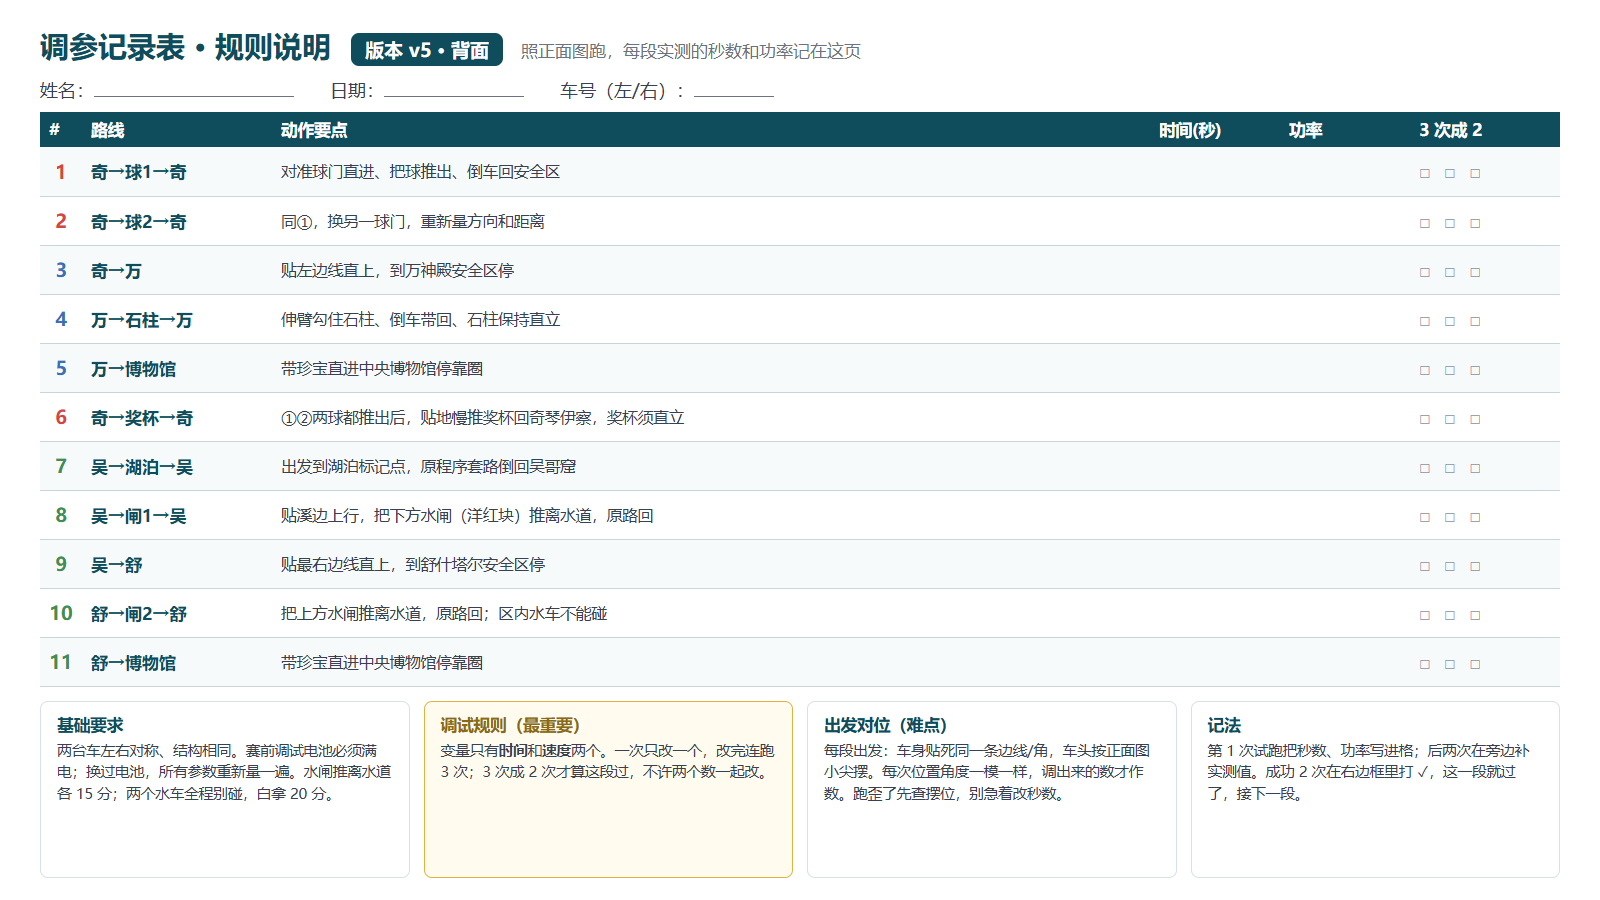 调参记录表 • 规则说明 版本 v5 • 背面 照正面图跑，每段实测的秒数和功率记在这页
姓名： 日期： 车号（左/右）：
# 路线 动作要点 时间(秒) 功率 3 次成 2
1 奇→球1→奇 对准球门直进、把球推出、倒车回安全区 □ □ □
2 奇→球2→奇 同①，换另一球门，重新量方向和距离 □ □ □
3 奇→万 贴左边线直上，到万神殿安全区停 □ □ □
4 万→石柱→万 伸臂勾住石柱、倒车带回、石柱保持直立 □ □ □
5 万→博物馆 带珍宝直进中央博物馆停靠圈 □ □ □
6 奇→奖杯→奇 ①②两球都推出后，贴地慢推奖杯回奇琴伊察，奖杯须直立 □ □ □
7 吴→湖泊→吴 出发到湖泊标记点，原程序套路倒回吴哥窟 □ □ □
8 吴→闸1→吴 贴溪边上行，把下方水闸（洋红块）推离水道，原路回 □ □ □
9 吴→舒 贴最右边线直上，到舒什塔尔安全区停 □ □ □
10 舒→闸2→舒 把上方水闸推离水道，原路回；区内水车不能碰 □ □ □
11 舒→博物馆 带珍宝直进中央博物馆停靠圈 □ □ □
基础要求
两台车左右对称、结构相同。赛前调试电池必须满
电；换过电池，所有参数重新量一遍。水闸推离水道
各 15 分；两个水车全程别碰，白拿 20 分。
调试规则（最重要）
变量只有时间和速度两个。一次只改一个，改完连跑
3 次；3 次成 2 次才算这段过，不许两个数一起改。
出发对位（难点）
每段出发：车身贴死同一条边线/角，车头按正面图
小尖摆。每次位置角度一模一样，调出来的数才作
数。跑歪了先查摆位，别急着改秒数。
记法
第 1 次试跑把秒数、功率写进格；后两次在旁边补
实测值。成功 2 次在右边框里打 ✓，这一段就过
了，接下一段。